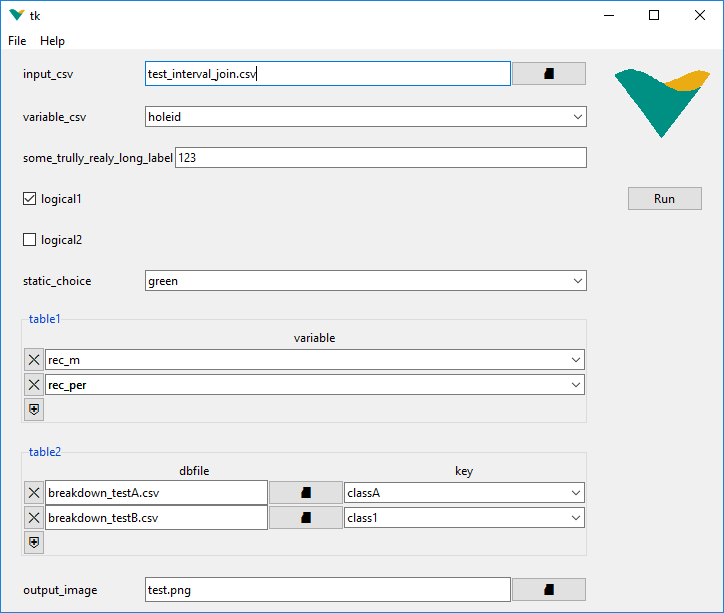 tk
File Help
input_csv test_interval_join.csv
variable_csv holeid
some_trully_realy_long_label 123
logical1 Run
logical2
static_choice green
table1
variable
rec_m
rec_per
table2
dbfile key
breakdown_testA.csv classA
breakdown_testB.csv class1
output_image test.png